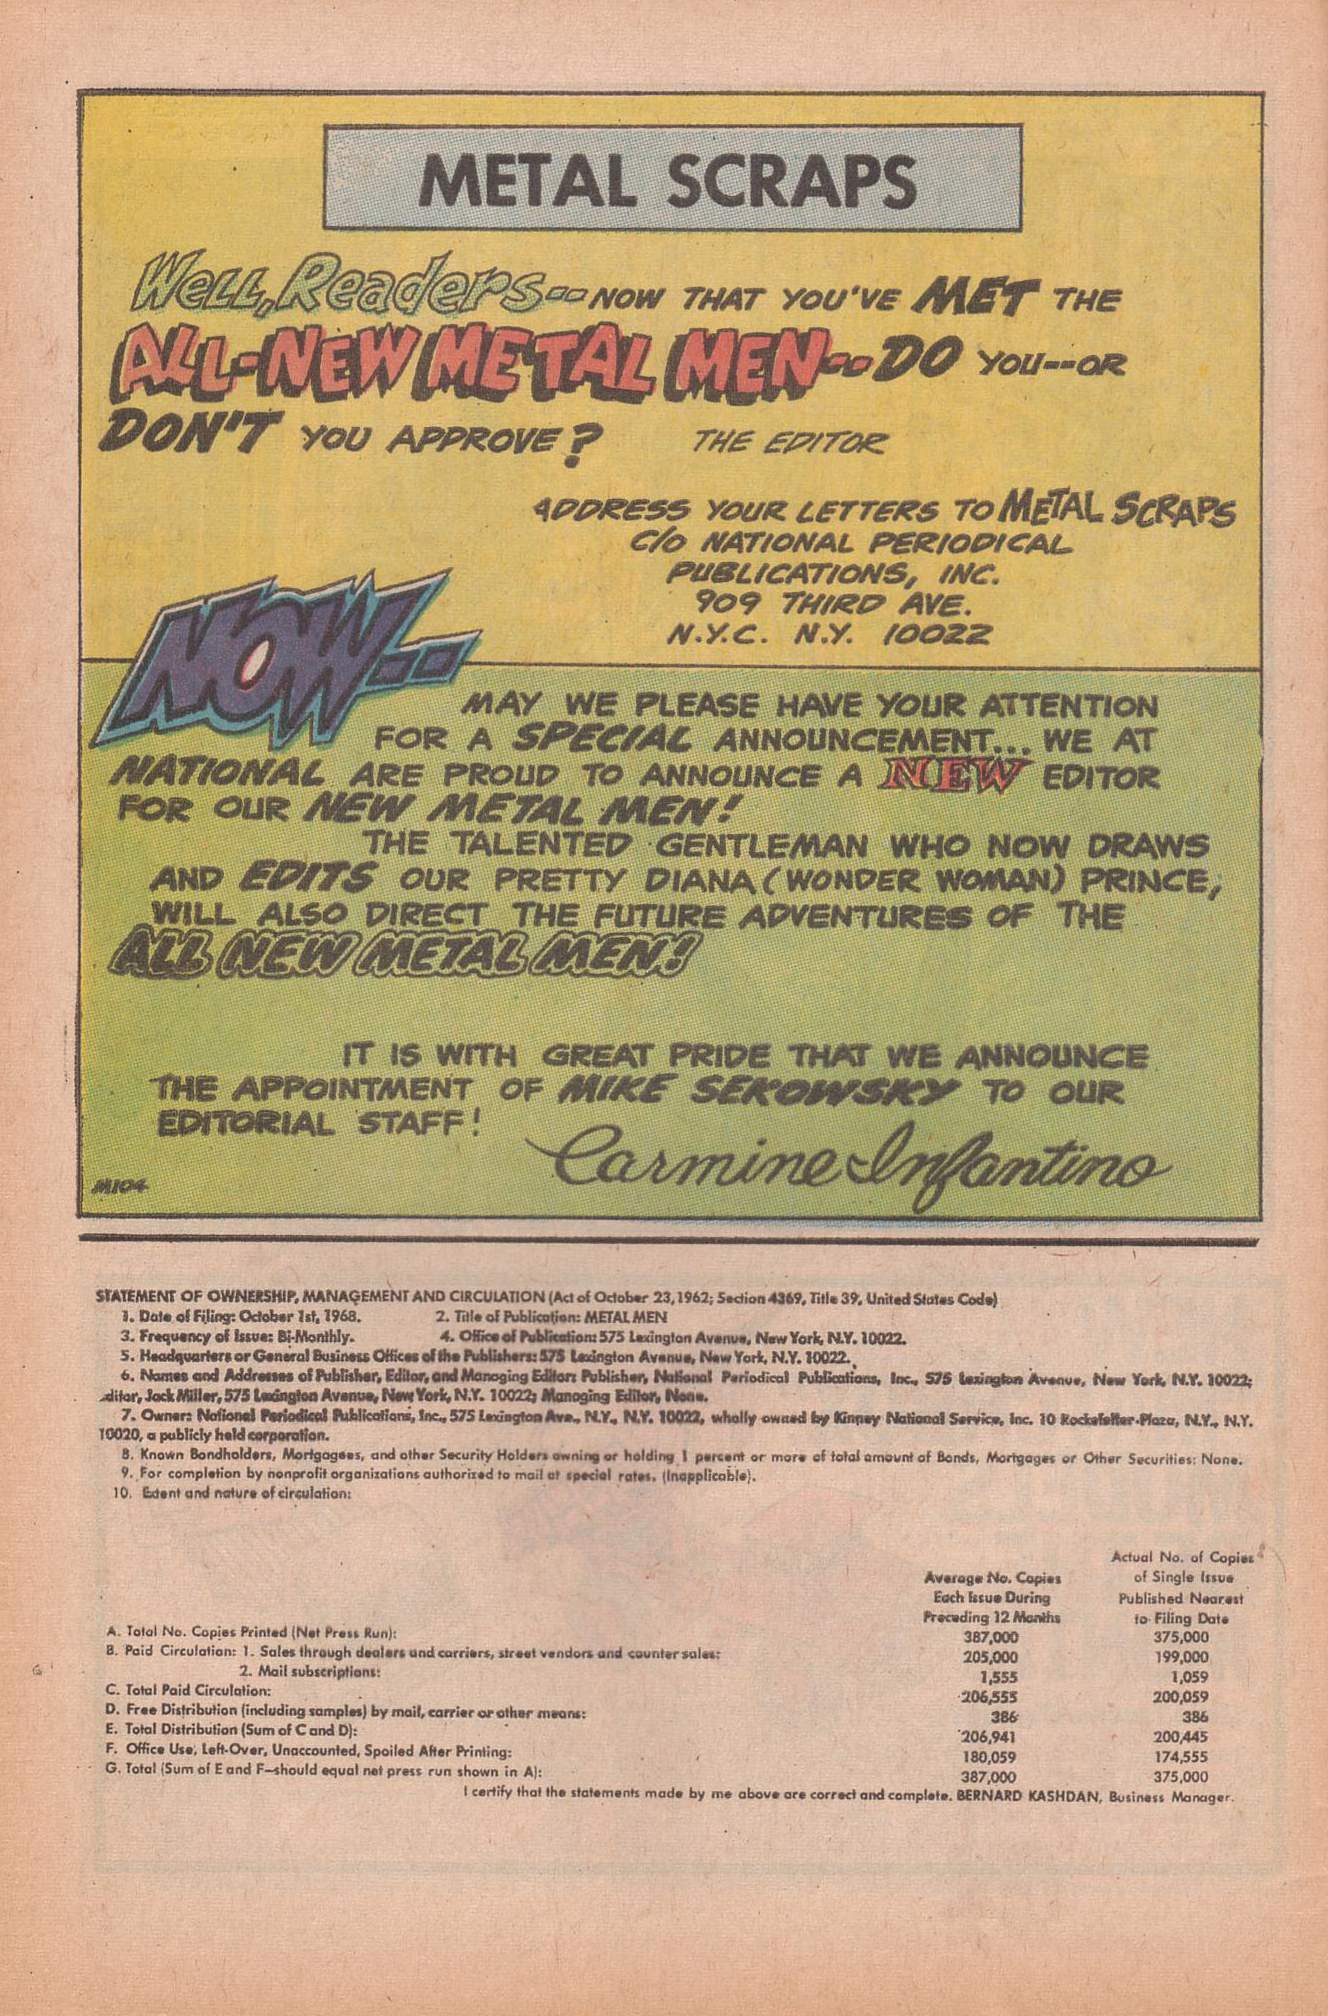 METAL SCRAPS
Well, Readers-- NOW THAT YOU'VE MET THE
ALL-NEW METAL MEN-- DO YOU--OR
DON'T YOU APPROVE? THE EDITOR
ADDRESS YOUR LETTERS TO METAL SCRAPS
C/O NATIONAL PERIODICAL
PUBLICATIONS, INC.
909 THIRD AVE.
N.Y.C. N.Y. 10022
NOW--
MAY WE PLEASE HAVE YOUR ATTENTION
FOR A SPECIAL ANNOUNCEMENT... WE AT
NATIONAL ARE PROUD TO ANNOUNCE A NEW EDITOR
FOR OUR NEW METAL MEN!
THE TALENTED GENTLEMAN WHO NOW DRAWS
AND EDITS OUR PRETTY DIANA (WONDER WOMAN) PRINCE,
WILL ALSO DIRECT THE FUTURE ADVENTURES OF THE
ALL NEW METAL MEN!
IT IS WITH GREAT PRIDE THAT WE ANNOUNCE
THE APPOINTMENT OF MIKE SEKOWSKY TO OUR
EDITORIAL STAFF!
Carmine Infantino
M104
STATEMENT OF OWNERSHIP, MANAGEMENT AND CIRCULATION (Act of October 23, 1962; Section 4369, Title 39, United States Code)
1. Date of Filing: October 1st, 1968. 2. Title of Publication: METAL MEN
3. Frequency of Issue: Bi-Monthly. 4. Office of Publication: 575 Lexington Avenue, New York, N.Y. 10022.
5. Headquarters or General Business Offices of the Publishers: 575 Lexington Avenue, New York, N.Y. 10022.
6. Names and Addresses of Publisher, Editor, and Managing Editor: Publisher, National Periodical Publications, Inc., 575 Lexington Avenue, New York, N.Y. 10022;
Editor, Jack Miller, 575 Lexington Avenue, New York, N.Y. 10022; Managing Editor, None.
7. Owner: National Periodical Publications, Inc., 575 Lexington Ave., N.Y., N.Y. 10022, wholly owned by Kinney National Service, Inc. 10 Rockefeller-Plaza, N.Y., N.Y.
10020, a publicly held corporation.
8. Known Bondholders, Mortgagees, and other Security Holders owning or holding 1 percent or more of total amount of Bonds, Mortgages or Other Securities: None.
9. For completion by nonprofit organizations authorized to mail at special rates. (Inapplicable).
10. Extent and nature of circulation:
Average No. Copies
Each Issue During
Preceding 12 Months
Actual No. of Copies
of Single Issue
Published Nearest
to Filing Date
A. Total No. Copies Printed (Net Press Run): 387,000 375,000
B. Paid Circulation: 1. Sales through dealers and carriers, street vendors and counter sales: 205,000 199,000
2. Mail subscriptions: 1,555 1,059
C. Total Paid Circulation: 206,555 200,059
D. Free Distribution (including samples) by mail, carrier or other means: 386 386
E. Total Distribution (Sum of C and D): 206,941 200,445
F. Office Use, Left-Over, Unaccounted, Spoiled After Printing: 180,059 174,555
G. Total (Sum of E and F—should equal net press run shown in A): 387,000 375,000
I certify that the statements made by me above are correct and complete. BERNARD KASHDAN, Business Manager.